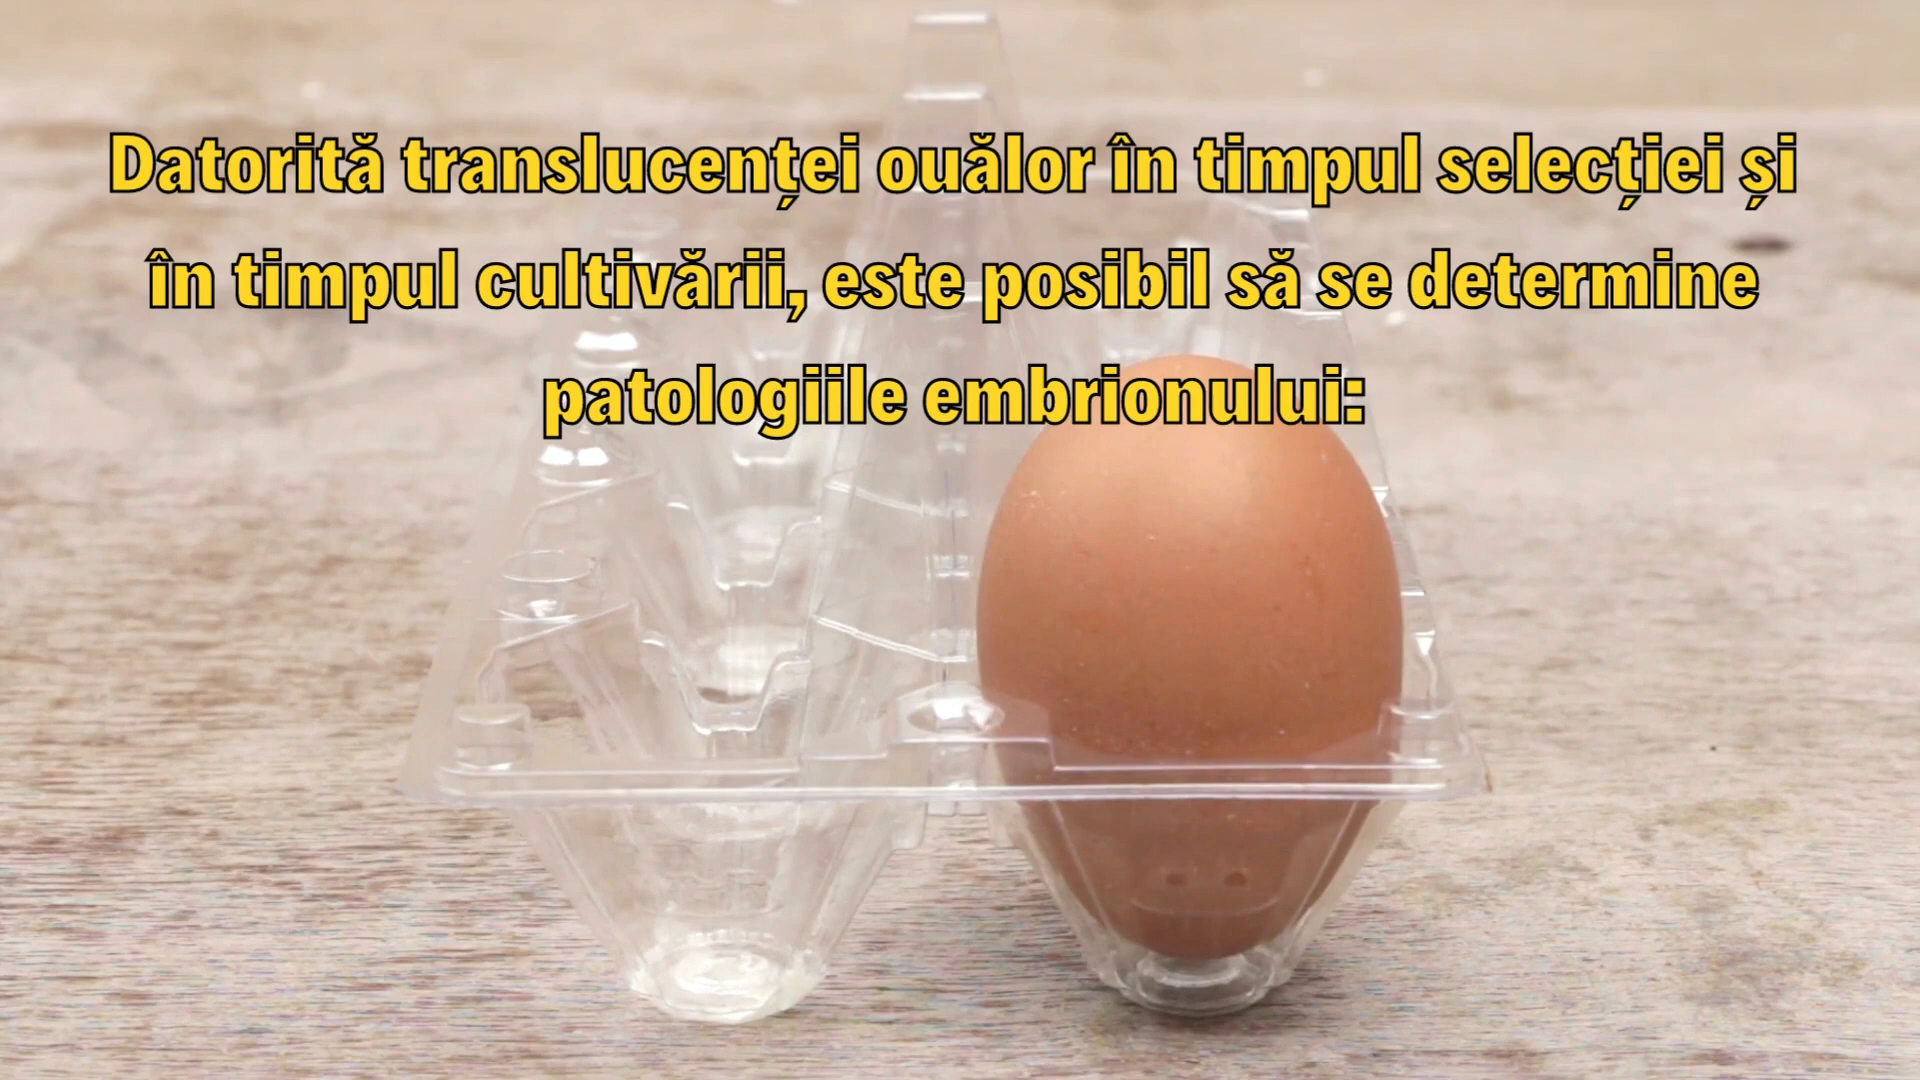 Datorită translucenței ouălor în timpul selecției și
în timpul cultivării, este posibil să se determine
patologiile embrionului: